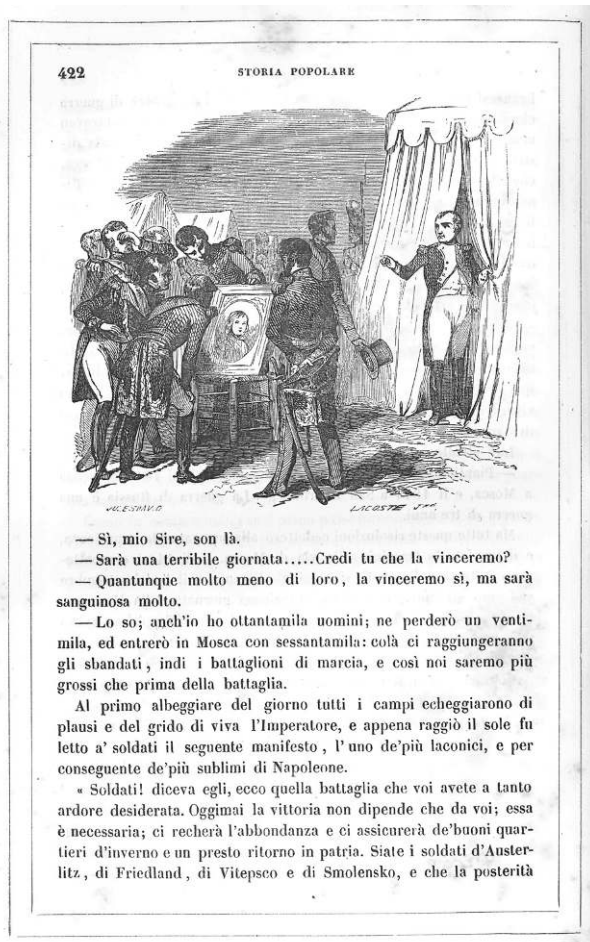 422
STORIA POPOLARE
LACOSTE
— Sì, mio Sire, son là.
— Sarà una terribile giornata.....Credi tu che la vinceremo?
— Quantunque molto meno di loro, la vinceremo sì, ma sarà
sanguinosa molto.
— Lo so; anch'io ho ottantamila uomini; ne perderò un venti-
mila, ed entrerò in Mosca con sessantamila: colà ci raggiungeranno
gli sbandati, indi i battaglioni di marcia, e così noi saremo più
grossi che prima della battaglia.
Al primo albeggiare del giorno tutti i campi echeggiarono di
plausi e del grido di viva l'Imperatore, e appena raggiò il sole fu
letto a' soldati il seguente manifesto, l'uno de'più laconici, e per
conseguente de'più sublimi di Napoleone.
« Soldati! diceva egli, ecco quella battaglia che voi avete a tanto
ardore desiderata. Oggimai la vittoria non dipende che da voi; essa
è necessaria; ci recherà l'abbondanza e ci assicurerà de'buoni quar-
tieri d'inverno e un presto ritorno in patria. Siate i soldati d'Auster-
litz, di Friedland, di Vitepsco e di Smolensko, e che la posterità